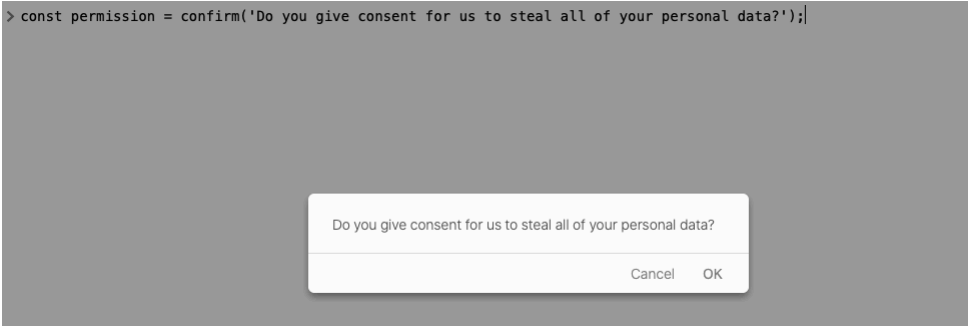 > const permission = confirm('Do you give consent for us to steal all of your personal data?');
Do you give consent for us to steal all of your personal data?
Cancel OK